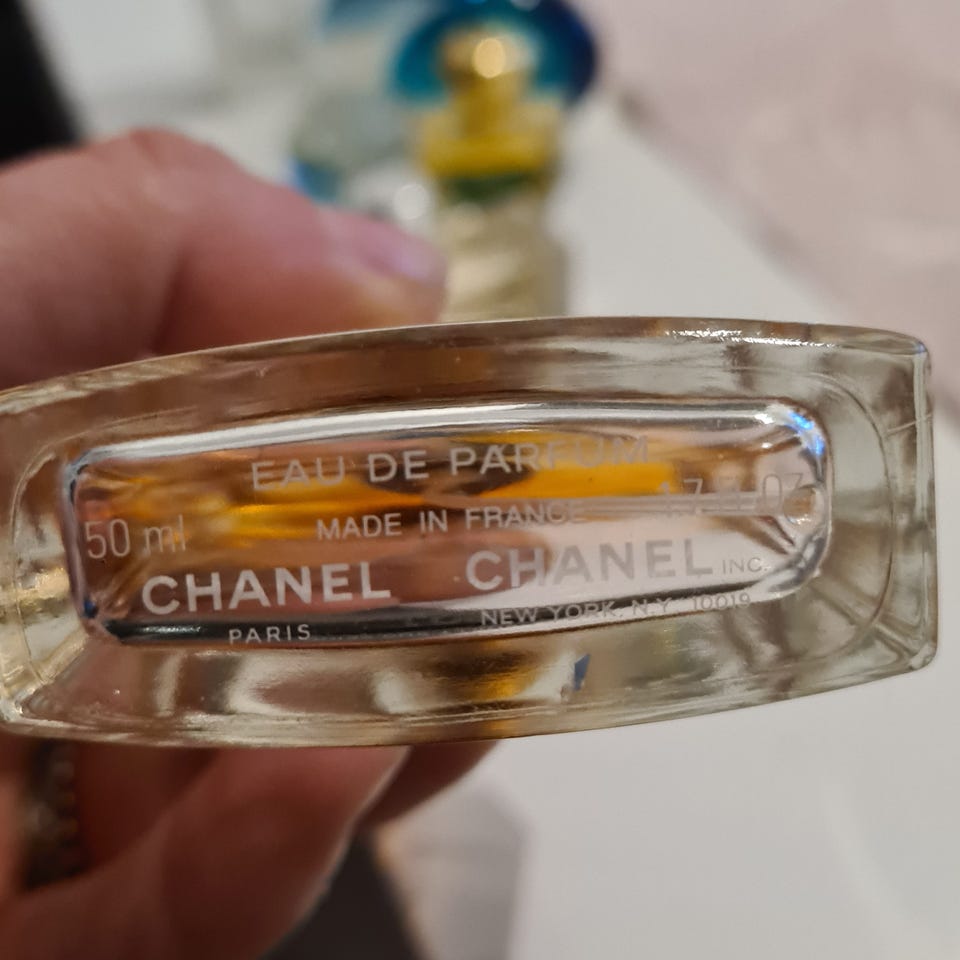 EAU DE PARFUM
50 ml 1.7 fl. OZ
MADE IN FRANCE
CHANEL CHANEL INC.
PARIS NEW YORK, N.Y. 10019